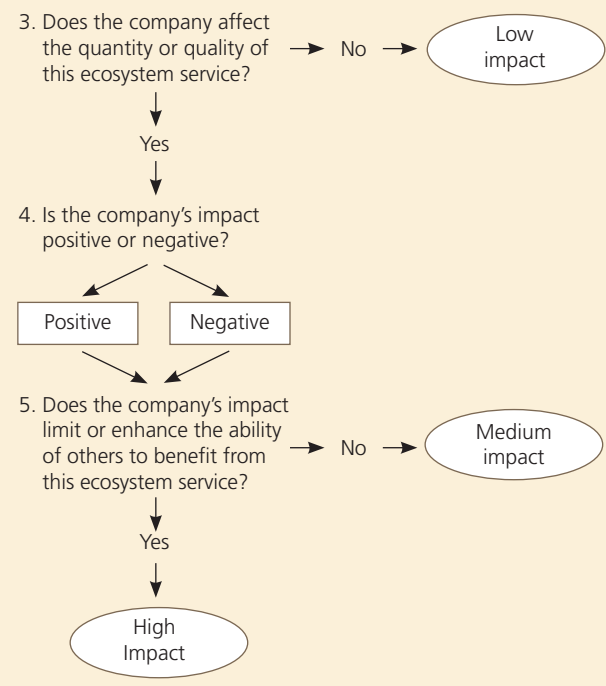 3. Does the company affect
the quantity or quality of
this ecosystem service?
No
Low
impact
Yes
4. Is the company's impact
positive or negative?
Positive
Negative
5. Does the company's impact
limit or enhance the ability
of others to benefit from
this ecosystem service?
No
Medium
impact
Yes
High
Impact